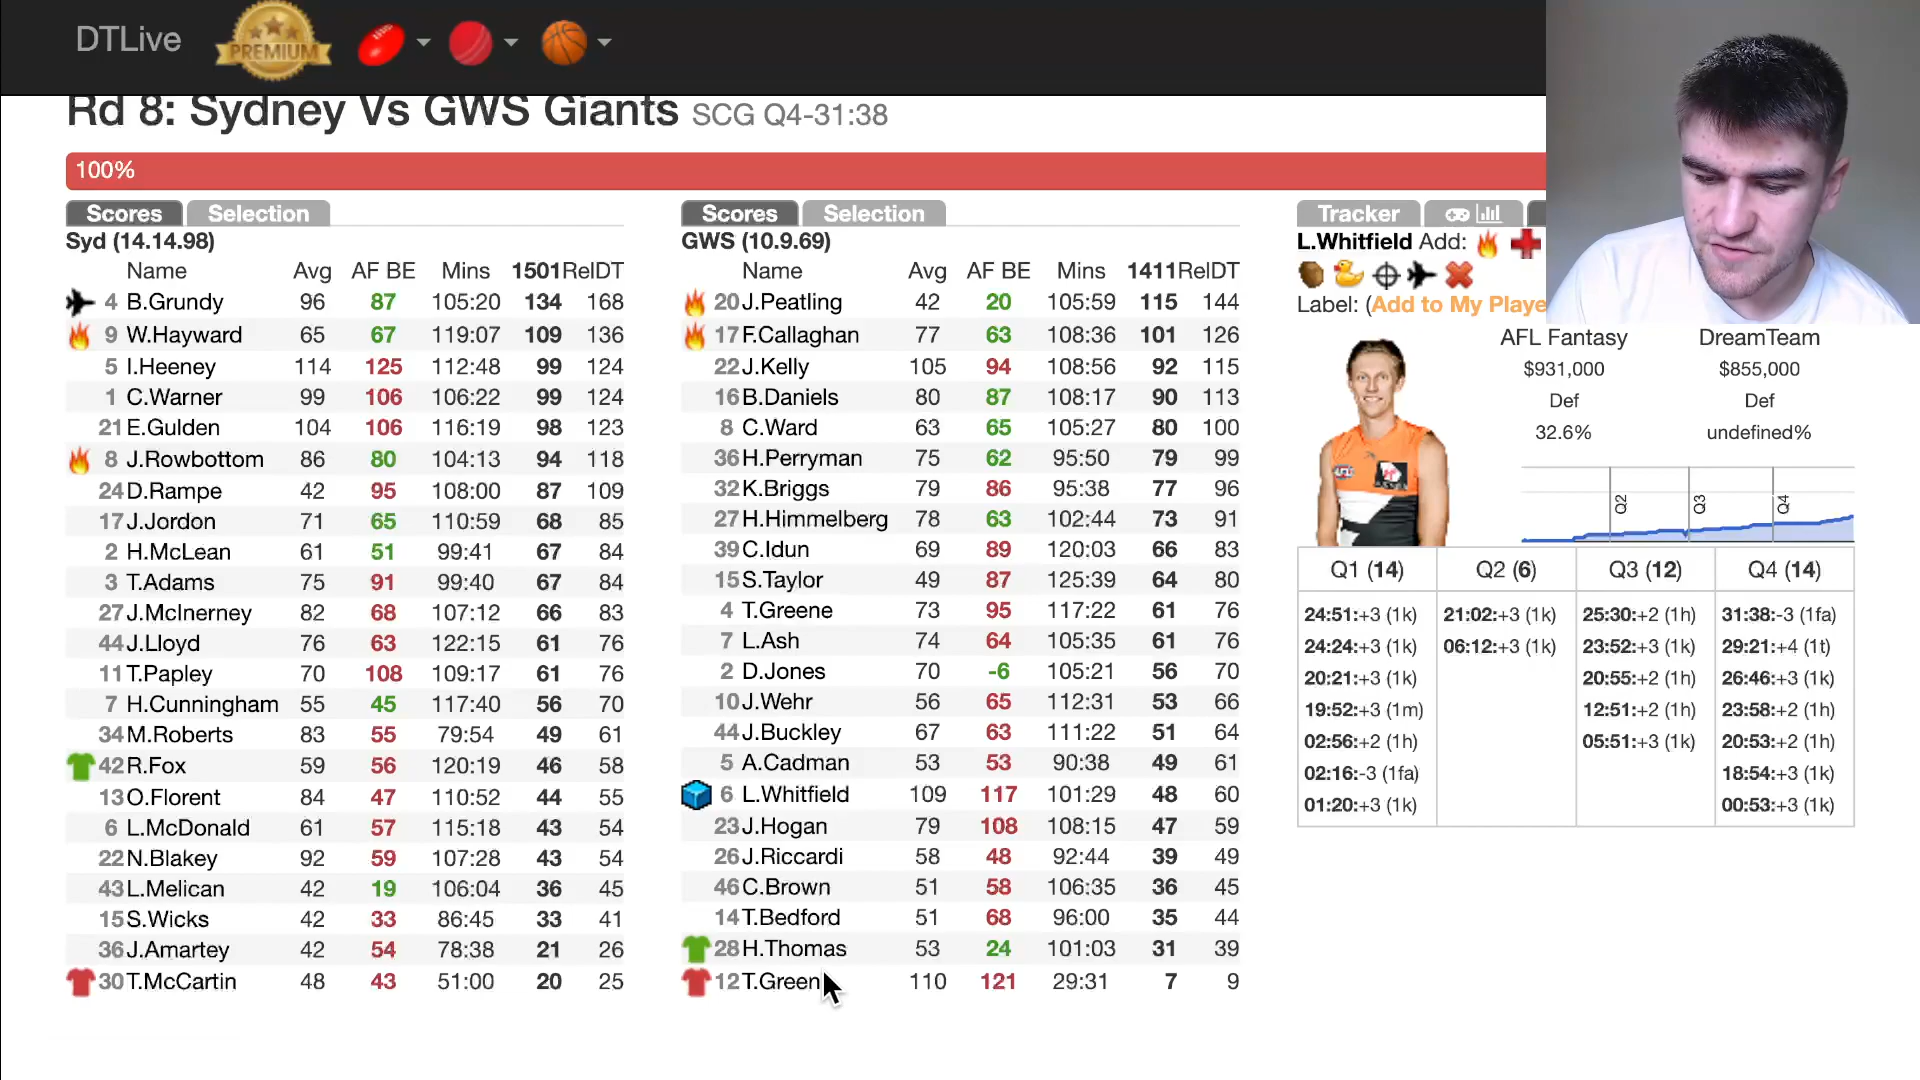 DTLive
PREMIUM
Rd 8: Sydney Vs GWS Giants SCG Q4-31:38
100%
Scores Selection
Syd (14.14.98)
Name Avg AF BE Mins 1501 RelDT
4 B.Grundy 96 87 105:20 134 168
9 W.Hayward 65 67 119:07 109 136
5 I.Heeney 114 125 112:48 99 124
1 C.Warner 99 106 106:22 99 124
21 E.Gulden 104 106 116:19 98 123
8 J.Rowbottom 86 80 104:13 94 118
24 D.Rampe 42 95 108:00 87 109
17 J.Jordon 71 65 110:59 68 85
2 H.McLean 61 51 99:41 67 84
3 T.Adams 75 91 99:40 67 84
27 J.McInerney 82 68 107:12 66 83
44 J.Lloyd 76 63 122:15 61 76
11 T.Papley 70 108 109:17 61 76
7 H.Cunningham 55 45 117:40 56 70
34 M.Roberts 83 55 79:54 49 61
42 R.Fox 59 56 120:19 46 58
13 O.Florent 84 47 110:52 44 55
6 L.McDonald 61 57 115:18 43 54
22 N.Blakey 92 59 107:28 43 54
43 L.Melican 42 19 106:04 36 45
15 S.Wicks 42 33 86:45 33 41
36 J.Amartey 42 54 78:38 21 26
30 T.McCartin 48 43 51:00 20 25
Scores Selection
GWS (10.9.69)
Name Avg AF BE Mins 1411 RelDT
20 J.Peatling 42 20 105:59 115 144
17 F.Callaghan 77 63 108:36 101 126
22 J.Kelly 105 94 108:56 92 115
16 B.Daniels 80 87 108:17 90 113
8 C.Ward 63 65 105:27 80 100
36 H.Perryman 75 62 95:50 79 99
32 K.Briggs 79 86 95:38 77 96
27 H.Himmelberg 78 63 102:44 73 91
39 C.Idun 69 89 120:03 66 83
15 S.Taylor 49 87 125:39 64 80
4 T.Greene 73 95 117:22 61 76
7 L.Ash 74 64 105:35 61 76
2 D.Jones 70 -6 105:21 56 70
10 J.Wehr 56 65 112:31 53 66
44 J.Buckley 67 63 111:22 51 64
5 A.Cadman 53 53 90:38 49 61
6 L.Whitfield 109 117 101:29 48 60
23 J.Hogan 79 108 108:15 47 59
26 J.Riccardi 58 48 92:44 39 49
46 C.Brown 51 58 106:35 36 45
14 T.Bedford 51 68 96:00 35 44
28 H.Thomas 53 24 101:03 31 39
12 T.Green 110 121 29:31 7 9
Tracker
L.Whitfield Add:
Label: (Add to My Playe
AFL Fantasy DreamTeam
$931,000 $855,000
Def Def
32.6% undefined%
Q2 Q3 Q4
Q1 (14) Q2 (6) Q3 (12) Q4 (14)
24:51:+3 (1k) 21:02:+3 (1k) 25:30:+2 (1h) 31:38:-3 (1fa)
24:24:+3 (1k) 06:12:+3 (1k) 23:52:+3 (1k) 29:21:+4 (1t)
20:21:+3 (1k) 20:55:+2 (1h) 26:46:+3 (1k)
19:52:+3 (1m) 12:51:+2 (1h) 23:58:+2 (1h)
02:56:+2 (1h) 05:51:+3 (1k) 20:53:+2 (1h)
02:16:-3 (1fa) 18:54:+3 (1k)
01:20:+3 (1k) 00:53:+3 (1k)